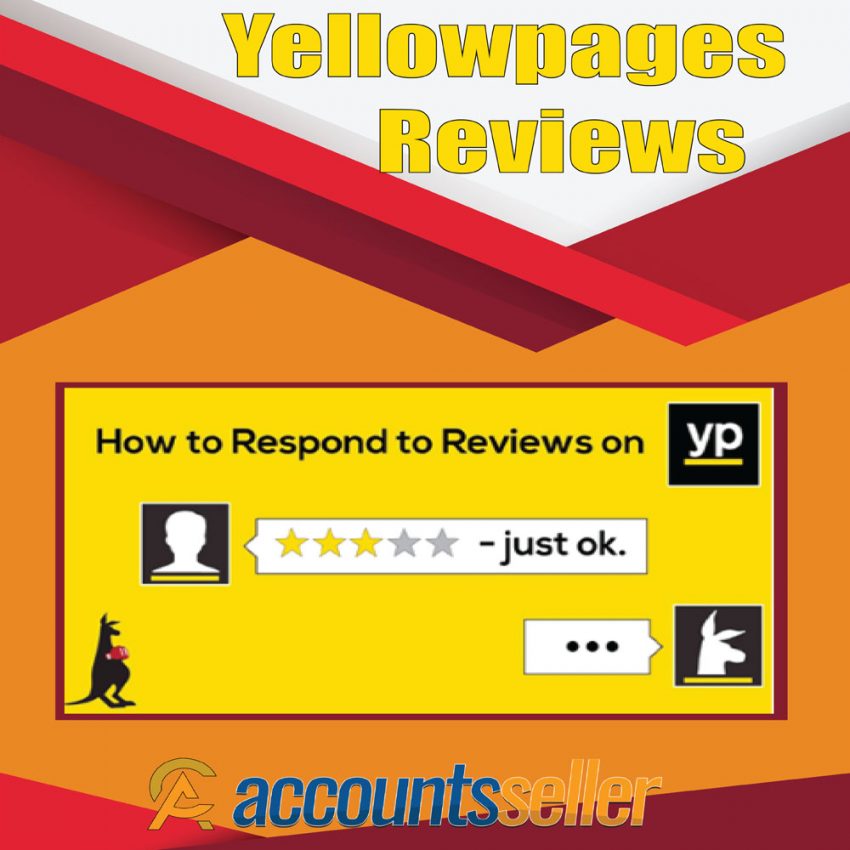 Yellowpages
Reviews
How to Respond to Reviews on
yp
- just ok.
•••
accountsseller